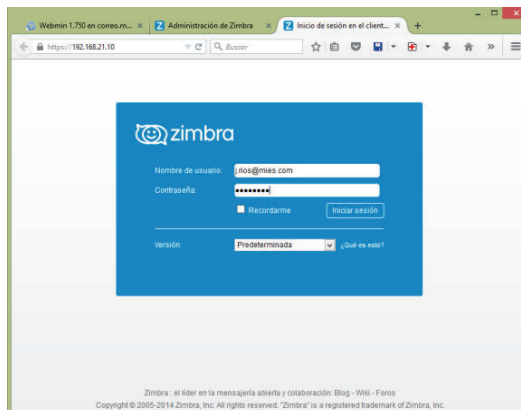 Webmin 1.750 en correo.m... ×
Administración de Zimbra ×
Inicio de sesión en el client... ×
https://192.168.21.10
Buscar
zimbra
Nombre de usuario: j.rios@mies.com
Contraseña: ••••••••
Recordarme Iniciar sesión
Versión: Predeterminada ¿Qué es esto?
Zimbra : el líder en la mensajería abierta y colaboración: Blog - Wiki - Foros
Copyright © 2005-2014 Zimbra, Inc. All rights reserved. "Zimbra" is a registered trademark of Zimbra, Inc.